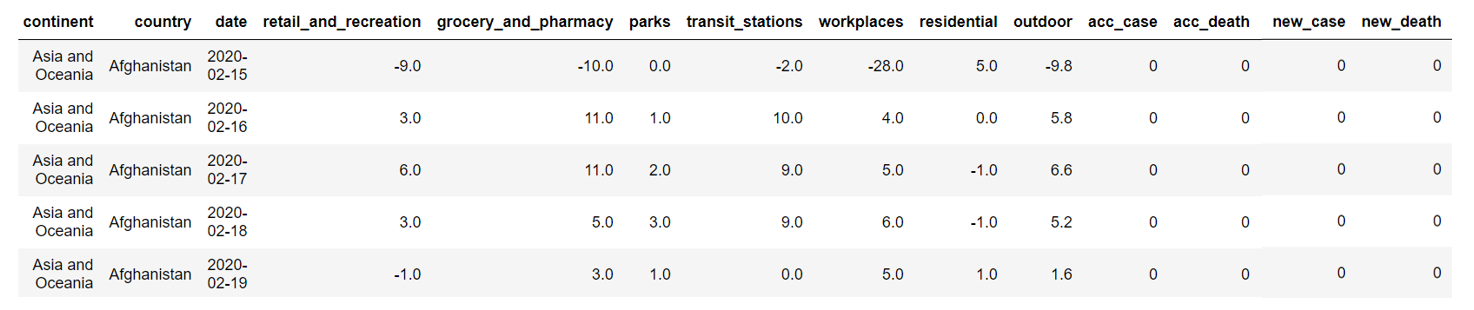 continent country date retail_and_recreation grocery_and_pharmacy parks transit_stations workplaces residential outdoor acc_case acc_death new_case new_death
Asia and Oceania Afghanistan 2020-02-15 -9.0 -10.0 0.0 -2.0 -28.0 5.0 -9.8 0 0 0 0
Asia and Oceania Afghanistan 2020-02-16 3.0 11.0 1.0 10.0 4.0 0.0 5.8 0 0 0 0
Asia and Oceania Afghanistan 2020-02-17 6.0 11.0 2.0 9.0 5.0 -1.0 6.6 0 0 0 0
Asia and Oceania Afghanistan 2020-02-18 3.0 5.0 3.0 9.0 6.0 -1.0 5.2 0 0 0 0
Asia and Oceania Afghanistan 2020-02-19 -1.0 3.0 1.0 0.0 5.0 1.0 1.6 0 0 0 0